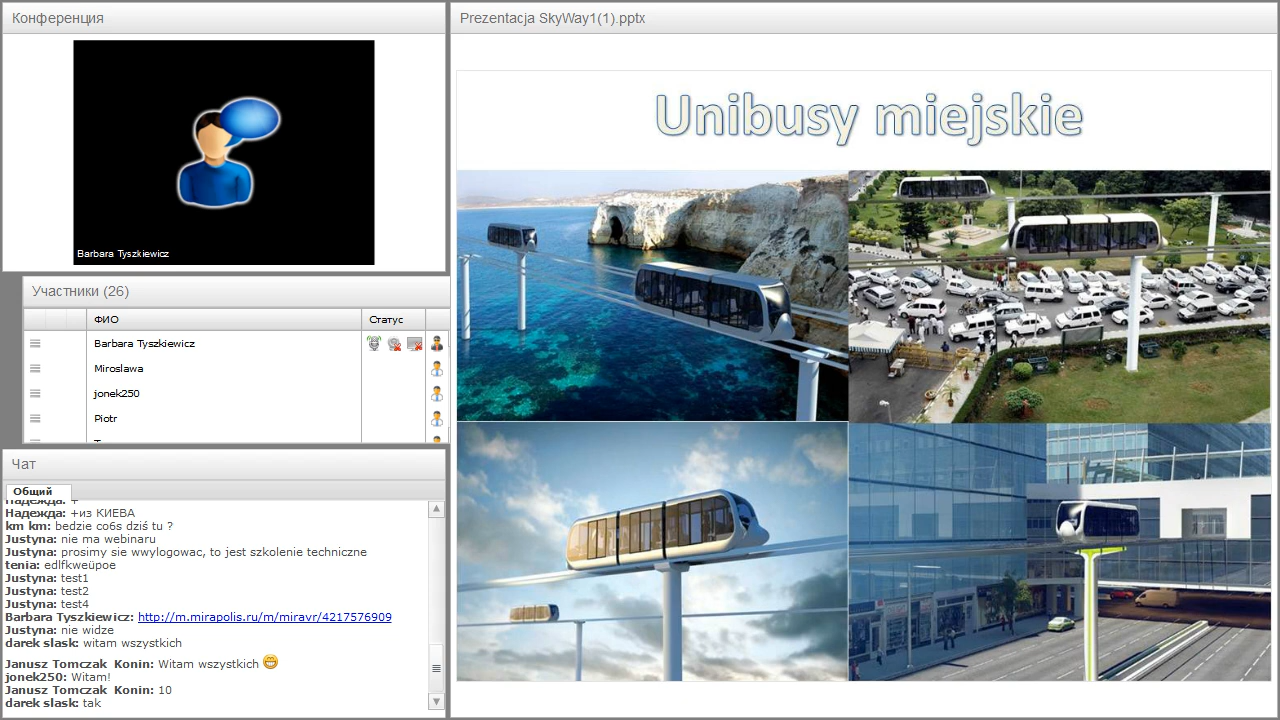 Конференция
Barbara Tyszkiewicz
Участники (26)
ФИО Статус
Barbara Tyszkiewicz
Miroslawa
jonek250
Piotr
Чат
Общий
Надежда: +
Надежда: +из КИЕВА
km km: bedzie co6s dziś tu ?
Justyna: nie ma webinaru
Justyna: prosimy sie wwylogowac, to jest szkolenie techniczne
tenia: edlfkweüpoe
Justyna: test1
Justyna: test2
Justyna: test4
Barbara Tyszkiewicz: http://m.mirapolis.ru/m/miravr/4217576909
Justyna: nie widze
darek slask: witam wszystkich
Janusz Tomczak Konin: Witam wszystkich
jonek250: Witam!
Janusz Tomczak Konin: 10
darek slask: tak
Prezentacja SkyWay1(1).pptx
Unibusy miejskie